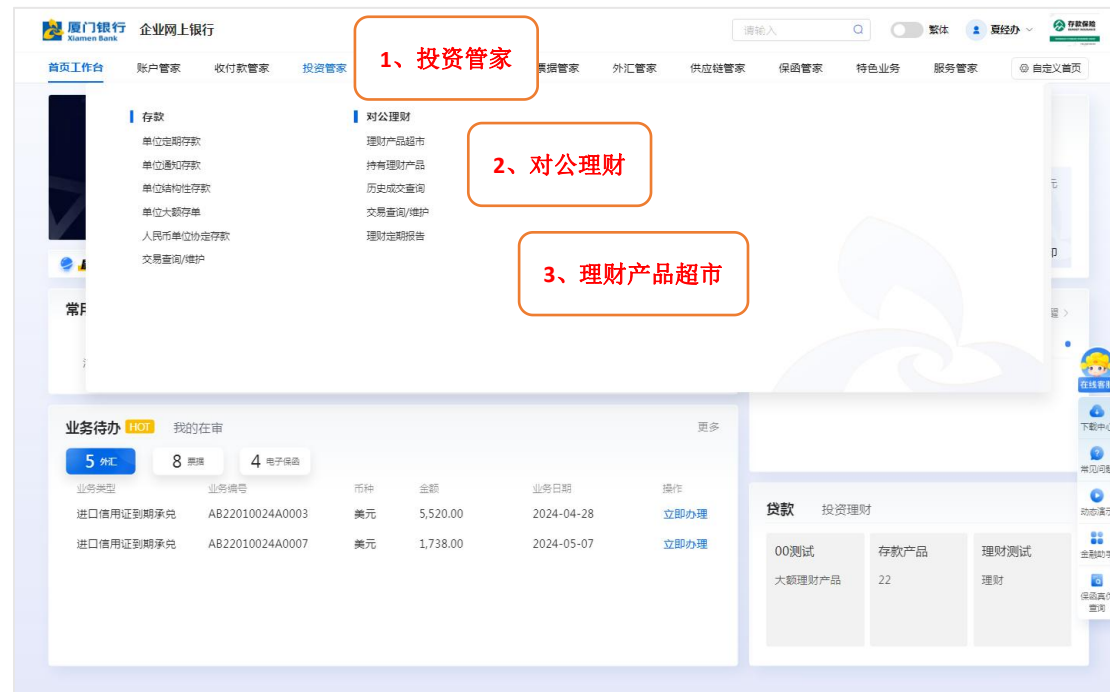 厦门银行 企业网上银行
Xiamen Bank
请输入
繁体
夏经办
存款保险
首页工作台 账户管家 收付款管家 投资管家 票据管家 外汇管家 供应链管家 保函管家 特色业务 服务管家 自定义首页
1、投资管家
存款 对公理财
单位定期存款 理财产品超市
单位通知存款 持有理财产品
单位结构性存款 历史成交查询
单位大额存单 交易查询/维护
人民币单位协定存款 理财定期报告
交易查询/维护
2、对公理财
3、理财产品超市
元
业务待办 HOT 我的在审 更多
5 外汇 8 票据 4 电子保函
业务类型 业务编号 币种 金额 业务日期 操作
进口信用证到期承兑 AB22010024A0003 美元 5,520.00 2024-04-28 立即办理
进口信用证到期承兑 AB22010024A0007 美元 1,738.00 2024-05-07 立即办理
贷款 投资理财
00测试 存款产品 理财测试
大额理财产品 22 理财
在线客服
下载中心
常见问题
动态演示
金融助手
保函真伪
查询